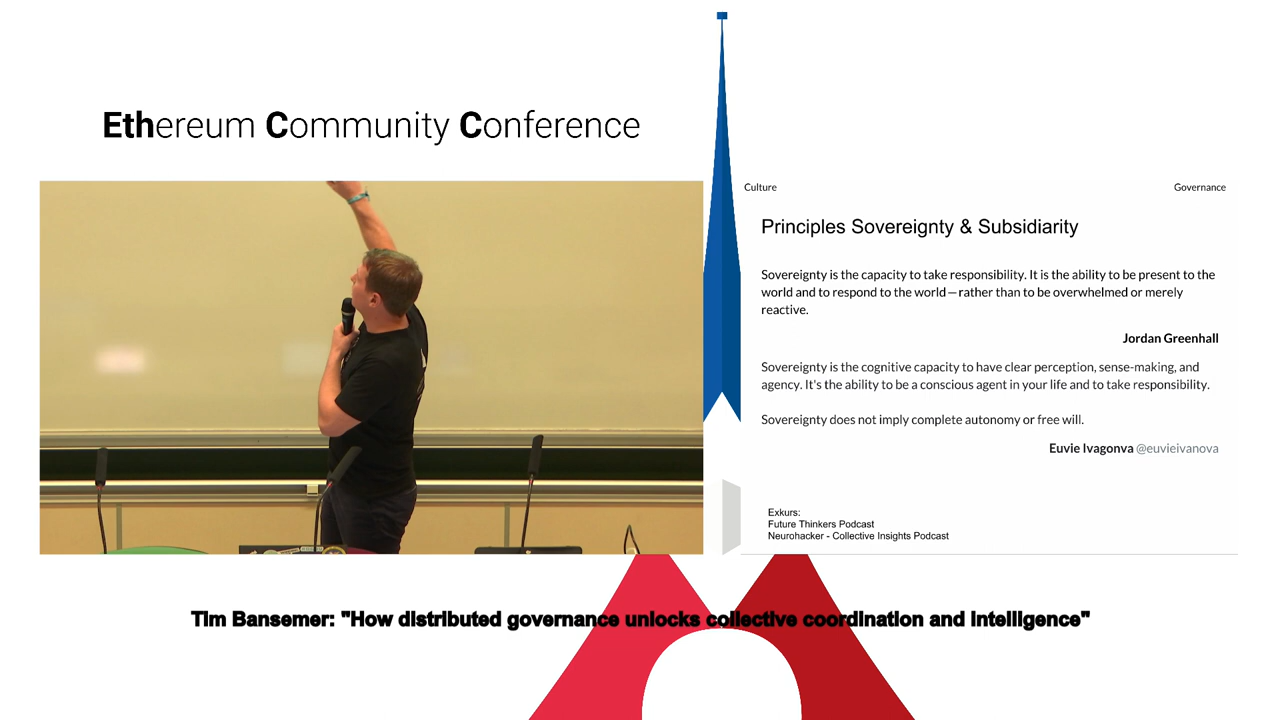 Ethereum Community Conference
Culture
Governance
Principles Sovereignty & Subsidiarity
Sovereignty is the capacity to take responsibility. It is the ability to be present to the
world and to respond to the world—rather than to be overwhelmed or merely
reactive.
Jordan Greenhall
Sovereignty is the cognitive capacity to have clear perception, sense-making, and
agency. It's the ability to be a conscious agent in your life and to take responsibility.
Sovereignty does not imply complete autonomy or free will.
Euvie Ivagonva @euvieivanova
Exkurs:
Future Thinkers Podcast
Neurohacker - Collective Insights Podcast
Tim Bansemer: "How distributed governance unlocks collective coordination and intelligence"